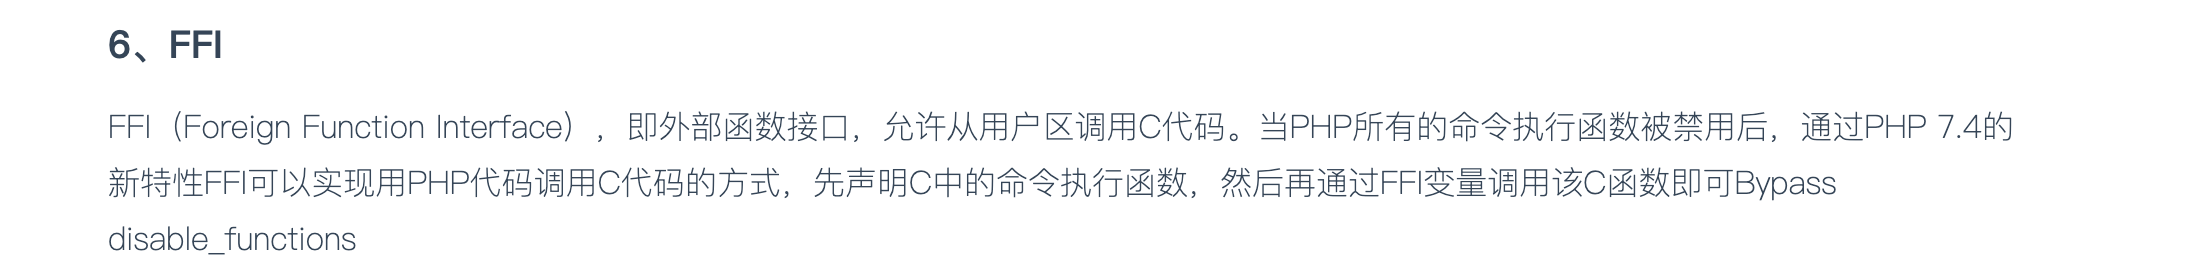 6、FFI
FFI（Foreign Function Interface），即外部函数接口，允许从用户区调用C代码。当PHP所有的命令执行函数被禁用后，通过PHP 7.4的
新特性FFI可以实现用PHP代码调用C代码的方式，先声明C中的命令执行函数，然后再通过FFI变量调用该C函数即可Bypass
disable_functions